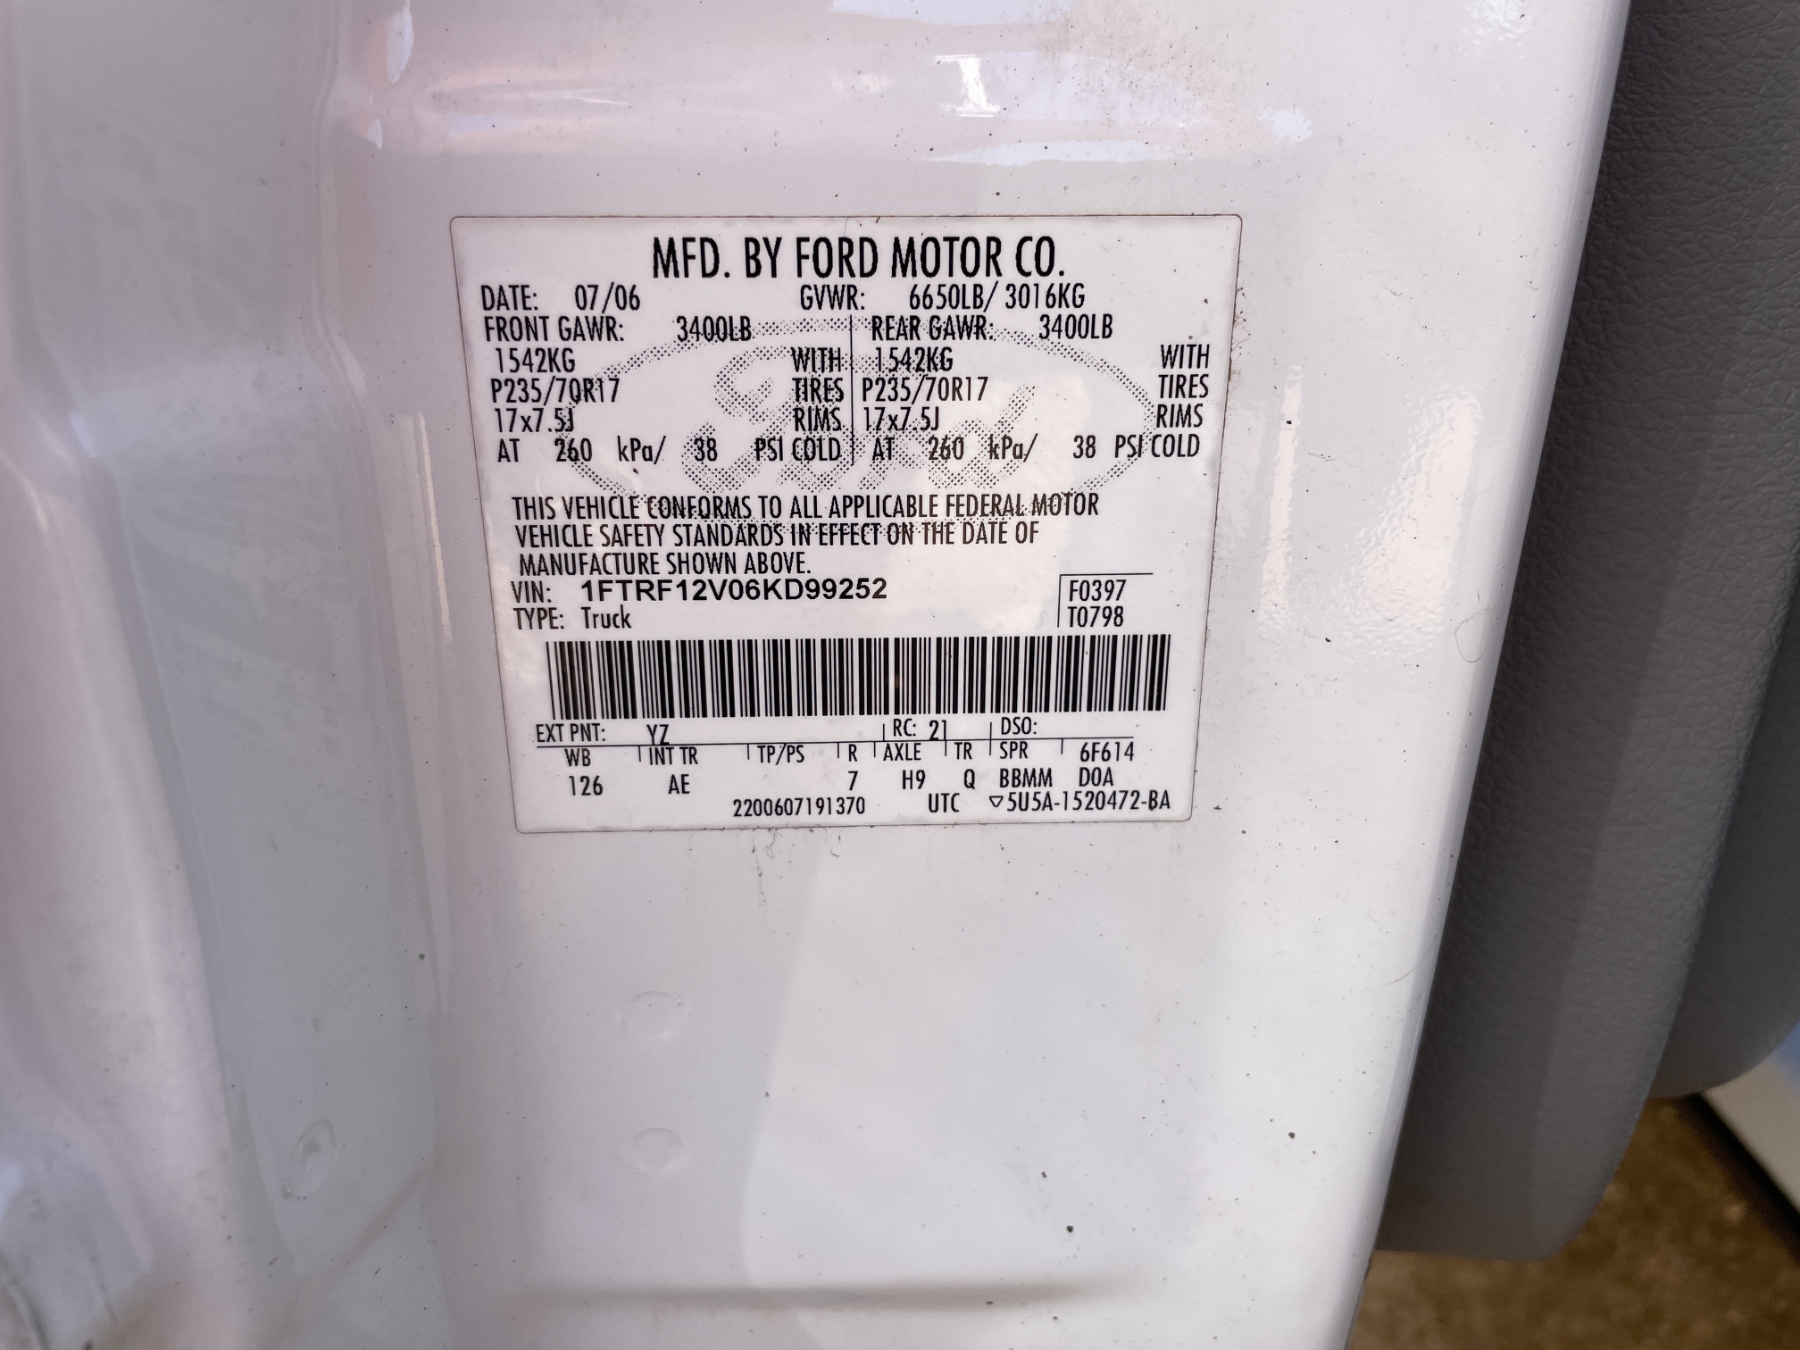 MFD. BY FORD MOTOR CO.
DATE: 07/06 GVWR: 6650LB/ 3016KG
FRONT GAWR: 3400LB REAR GAWR: 3400LB
1542KG WITH 1542KG WITH
P235/70R17 TIRES P235/70R17 TIRES
17x7.5J RIMS 17x7.5J RIMS
AT 260 kPa/ 38 PSI COLD AT 260 kPa/ 38 PSI COLD
Ford
THIS VEHICLE CONFORMS TO ALL APPLICABLE FEDERAL MOTOR
VEHICLE SAFETY STANDARDS IN EFFECT ON THE DATE OF
MANUFACTURE SHOWN ABOVE.
VIN: 1FTRF12V06KD99252 F0397
TYPE: Truck T0798
EXT PNT: YZ RC: 21 DSO:
WB INT TR TP/PS R AXLE TR SPR 6F614
126 AE 7 H9 Q BBMM DOA
2200607191370 UTC ▽5U5A-1520472-BA